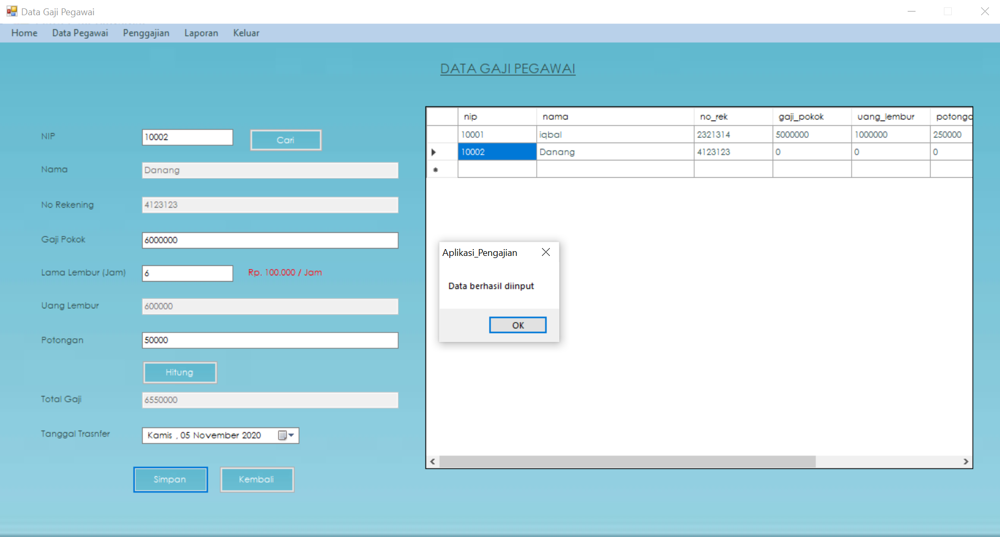 Data Gaji Pegawai
Home Data Pegawai Penggajian Laporan Keluar
DATA GAJI PEGAWAI
NIP 10002 Cari
Nama Danang
No Rekening 4123123
Gaji Pokok 6000000
Lama Lembur (Jam) 6 Rp. 100.000 / Jam
Uang Lembur 600000
Potongan 50000
Hitung
Total Gaji 6550000
Tanggal Trasnfer Kamis , 05 November 2020
Simpan Kembali
nip nama no_rek gaji_pokok uang_lembur potonga
10001 iqbal 2321314 5000000 1000000 250000
10002 Danang 4123123 0 0 0
Aplikasi_Pengajian
Data berhasil diinput
OK